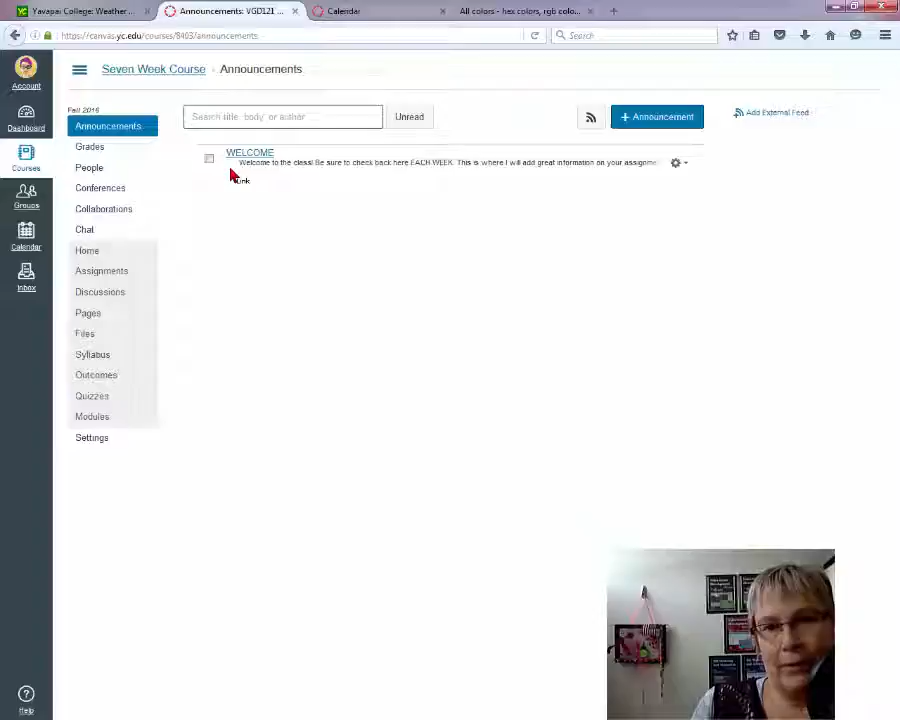 Yavapai College: Weather ...
Announcements: VGD121 ...
Calendar
All colors - hex colors, rgb colo...
https://canvas.yc.edu/courses/8403/announcements
Search
Account
Dashboard
Courses
Groups
Calendar
Inbox
Help
Seven Week Course
Announcements
Fall 2016
Announcements
Grades
People
Conferences
Collaborations
Chat
Home
Assignments
Discussions
Pages
Files
Syllabus
Outcomes
Quizzes
Modules
Settings
Search title, body, or author
Unread
+ Announcement
Add External Feed
WELCOME
Welcome to the class! Be sure to check back here EACH WEEK. This is where I will add great information on your assignme